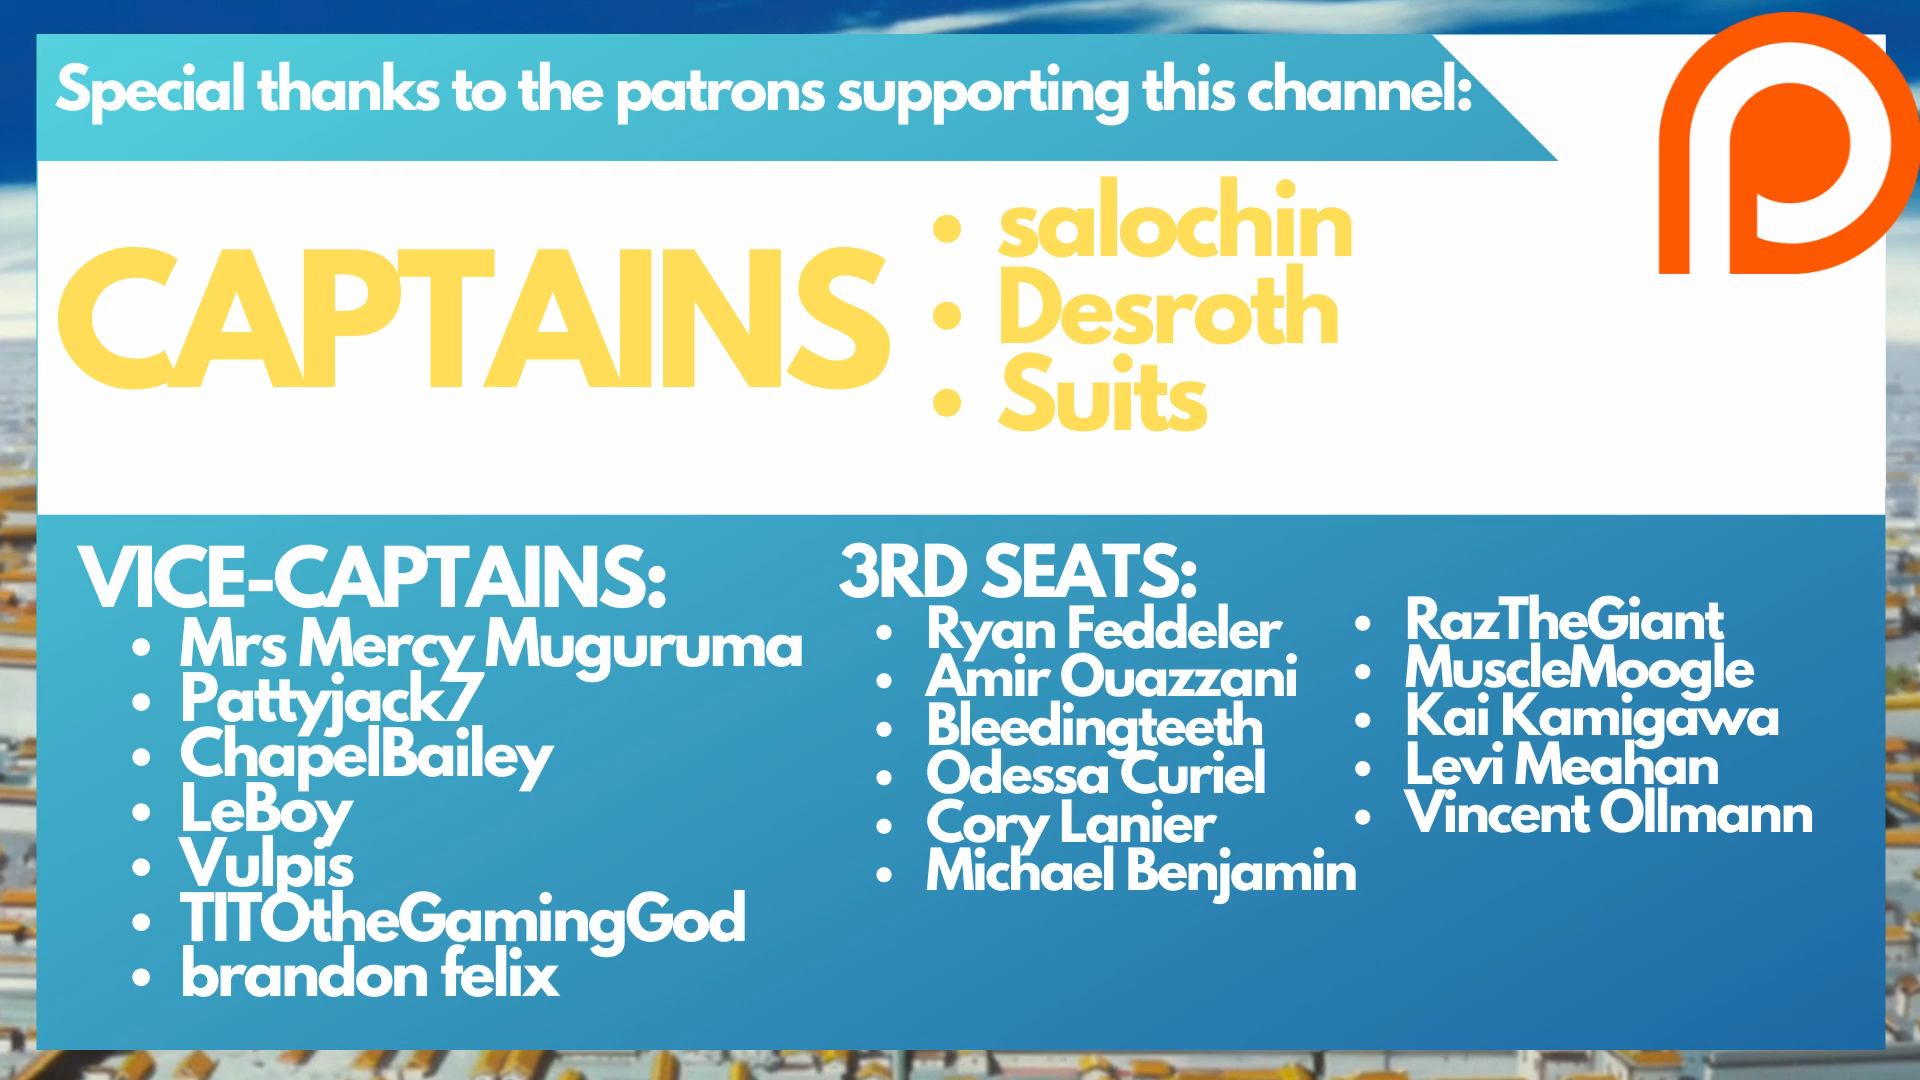 Special thanks to the patrons supporting this channel:
CAPTAINS
• salochin
• Desroth
• Suits
VICE-CAPTAINS:
• Mrs Mercy Muguruma
• Pattyjack7
• ChapelBailey
• LeBoy
• Vulpis
• TITOtheGamingGod
• brandon felix
3RD SEATS:
• Ryan Feddeler
• Amir Ouazzani
• Bleedingteeth
• Odessa Curiel
• Cory Lanier
• Michael Benjamin
• RazTheGiant
• MuscleMoogle
• Kai Kamigawa
• Levi Meahan
• Vincent Ollmann